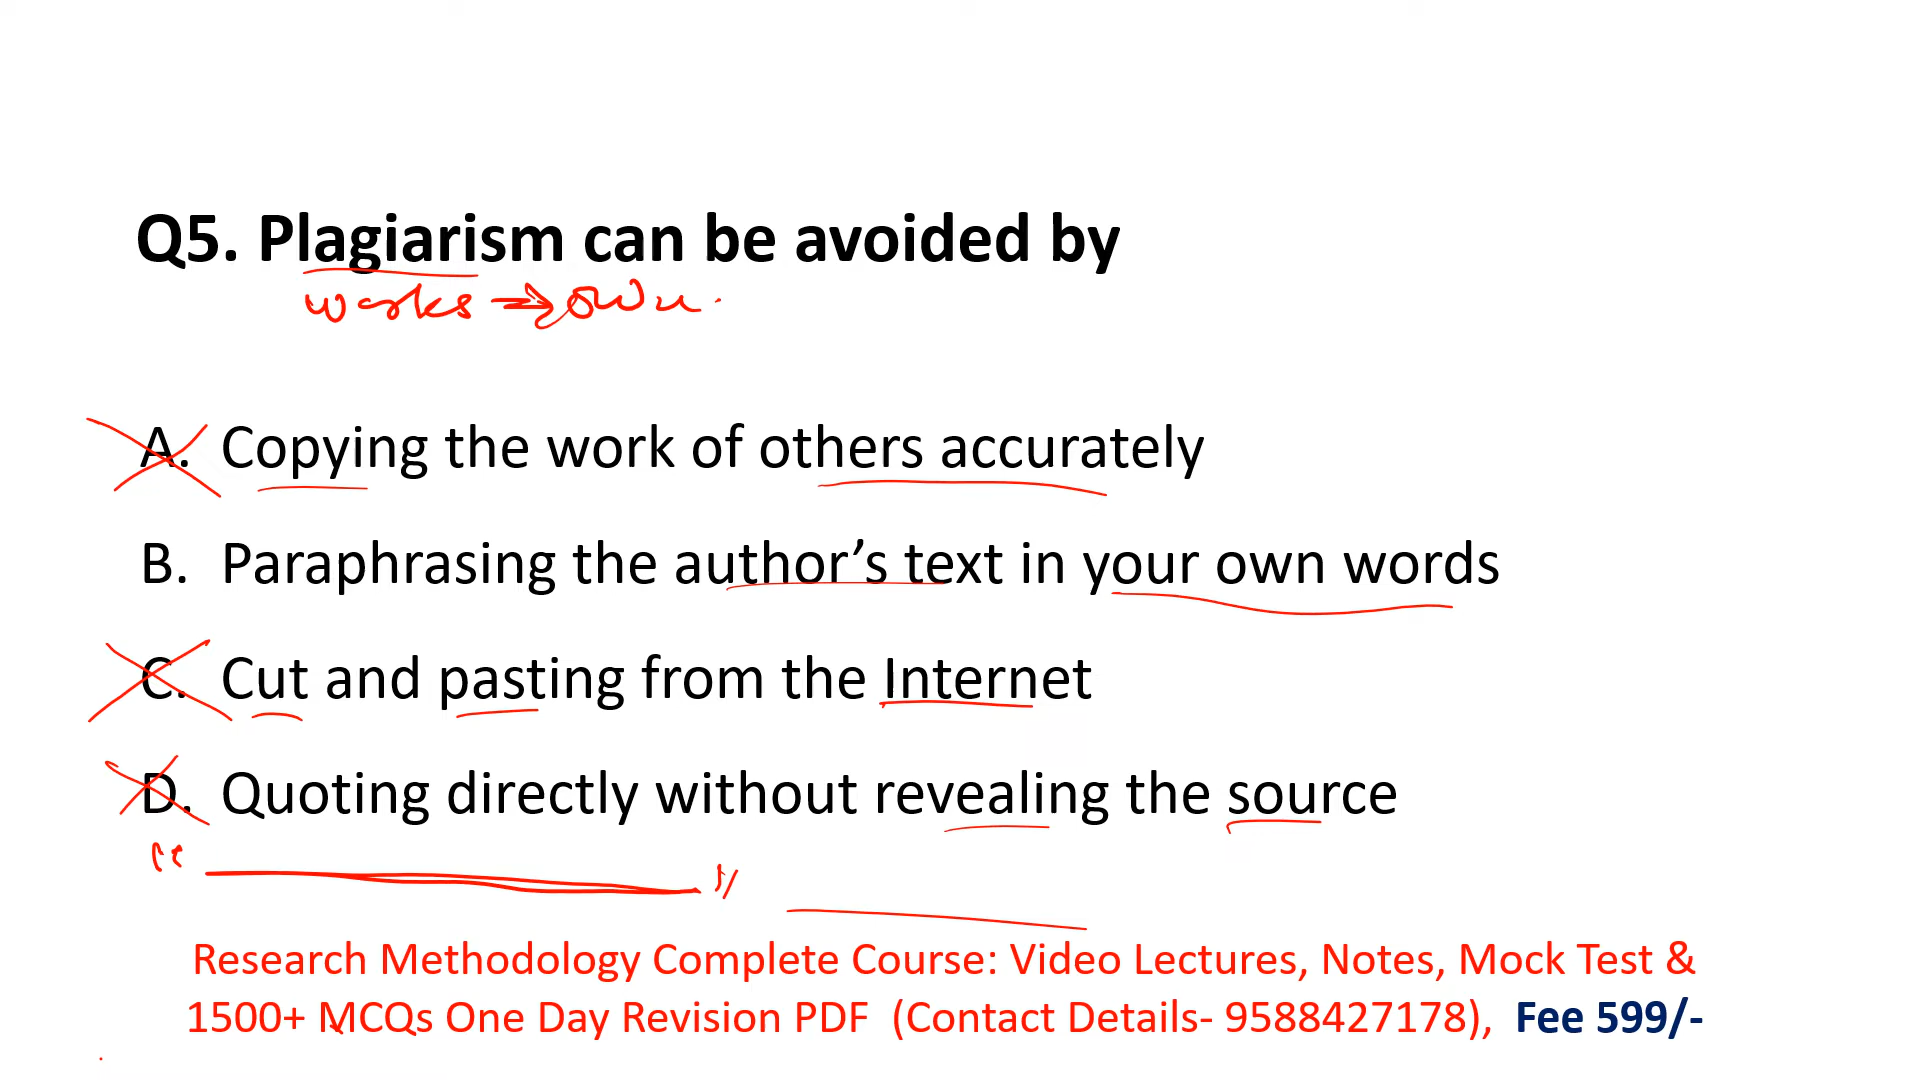 Q5. Plagiarism can be avoided by
works → own
A. Copying the work of others accurately
B. Paraphrasing the author’s text in your own words
C. Cut and pasting from the Internet
D. Quoting directly without revealing the source
Research Methodology Complete Course: Video Lectures, Notes, Mock Test &
1500+ MCQs One Day Revision PDF (Contact Details- 9588427178), Fee 599/-